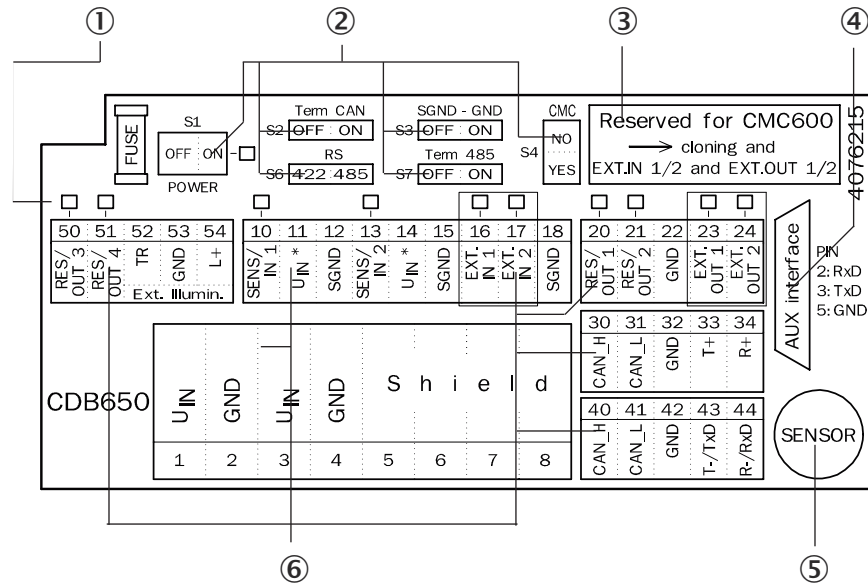 ① ② ③ ④
FUSE
S1
OFF ON
POWER
Term CAN
S2 OFF ON
RS
S6 422 485
SGND - GND
S3 OFF ON
Term 485
S7 OFF ON
CMC
S4
NO
YES
Reserved for CMC600
→ cloning and
EXT.IN 1/2 and EXT.OUT 1/2
4076215
50 51 52 53 54
RES/ OUT 3
RES/ OUT 4
TR
GND
L+
Ext. Illumin.
10 11 12 13 14 15 16 17 18
SENS/ IN 1
UIN *
SGND
SENS/ IN 2
UIN *
SGND
EXT. IN 1
EXT. IN 2
SGND
20 21 22 23 24
RES/ OUT 1
RES/ OUT 2
GND
EXT. OUT 1
EXT. OUT 2
AUX interface
PIN
2: RxD
3: TxD
5: GND
30 31 32 33 34
CAN_H
CAN_L
GND
T+
R+
CDB650
UIN
GND
UIN
GND
Shield
1 2 3 4 5 6 7 8
40 41 42 43 44
CAN_H
CAN_L
GND
T-/TxD
R-/RxD
SENSOR
⑥ ⑤